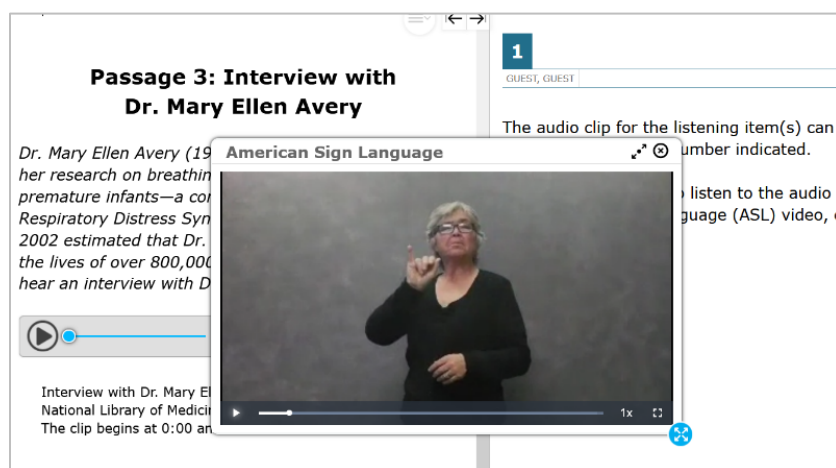 Passage 3: Interview with
Dr. Mary Ellen Avery
Dr. Mary Ellen Avery (19
her research on breathin
premature infants—a co
Respiratory Distress Syn
2002 estimated that Dr.
the lives of over 800,000
hear an interview with D
Interview with Dr. Mary El
National Library of Medici
The clip begins at 0:00 an
American Sign Language
1x
1
GUEST, GUEST
The audio clip for the listening item(s) can
umber indicated.
listen to the audio
guage (ASL) video,